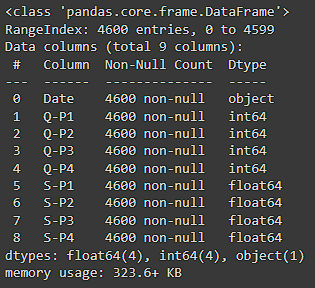 <class 'pandas.core.frame.DataFrame'>
RangeIndex: 4600 entries, 0 to 4599
Data columns (total 9 columns):
 #   Column  Non-Null Count  Dtype
---  ------  --------------  -----
 0   Date    4600 non-null   object
 1   Q-P1    4600 non-null   int64
 2   Q-P2    4600 non-null   int64
 3   Q-P3    4600 non-null   int64
 4   Q-P4    4600 non-null   int64
 5   S-P1    4600 non-null   float64
 6   S-P2    4600 non-null   float64
 7   S-P3    4600 non-null   float64
 8   S-P4    4600 non-null   float64
dtypes: float64(4), int64(4), object(1)
memory usage: 323.6+ KB